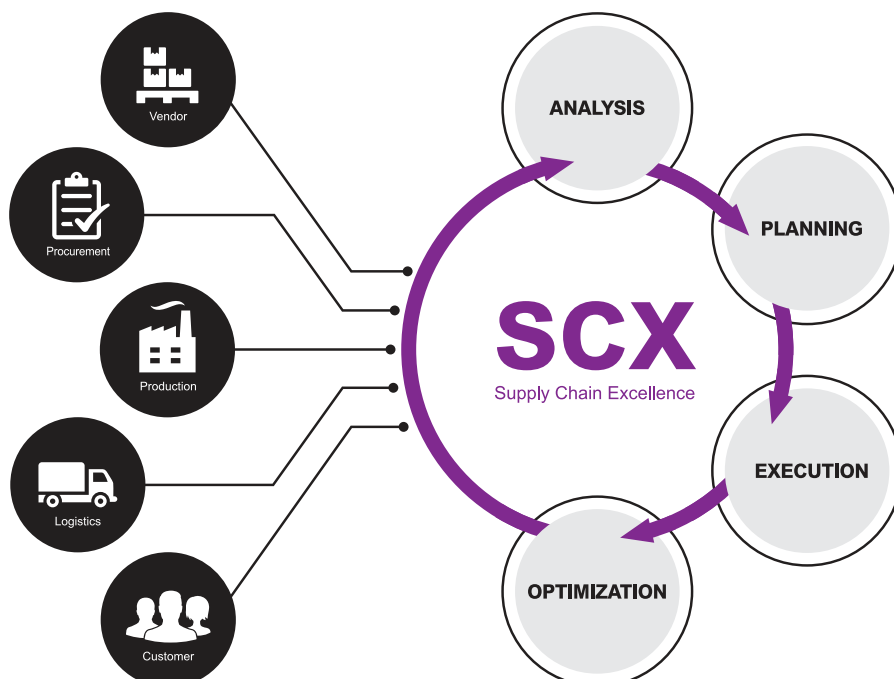 Vendor
Procurement
Production
Logistics
Customer
ANALYSIS
PLANNING
EXECUTION
OPTIMIZATION
SCX
Supply Chain Excellence